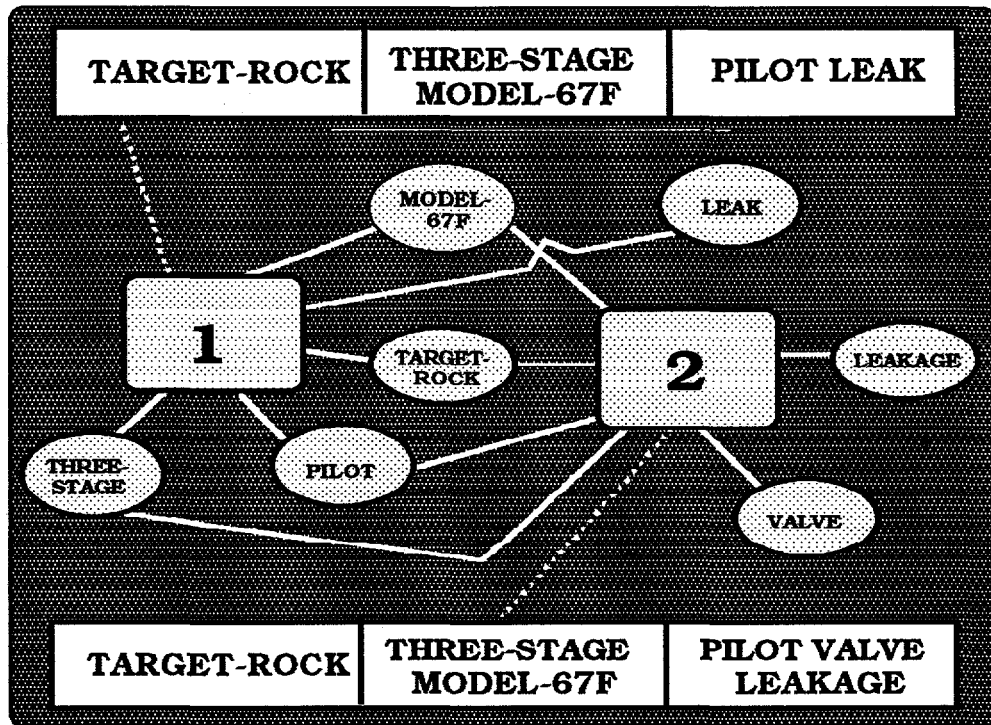 TARGET-ROCK
THREE-STAGE
MODEL-67F
PILOT LEAK
MODEL-
67F
LEAK
1
TARGET-
ROCK
2
LEAKAGE
THREE-
STAGE
PILOT
VALVE
TARGET-ROCK
THREE-STAGE
MODEL-67F
PILOT VALVE
LEAKAGE